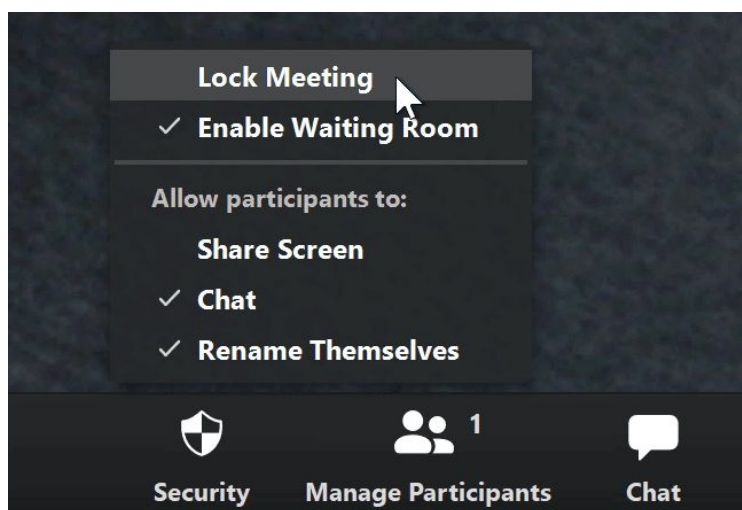 Lock Meeting
✓ Enable Waiting Room
Allow participants to:
Share Screen
✓ Chat
✓ Rename Themselves
1
Security Manage Participants Chat